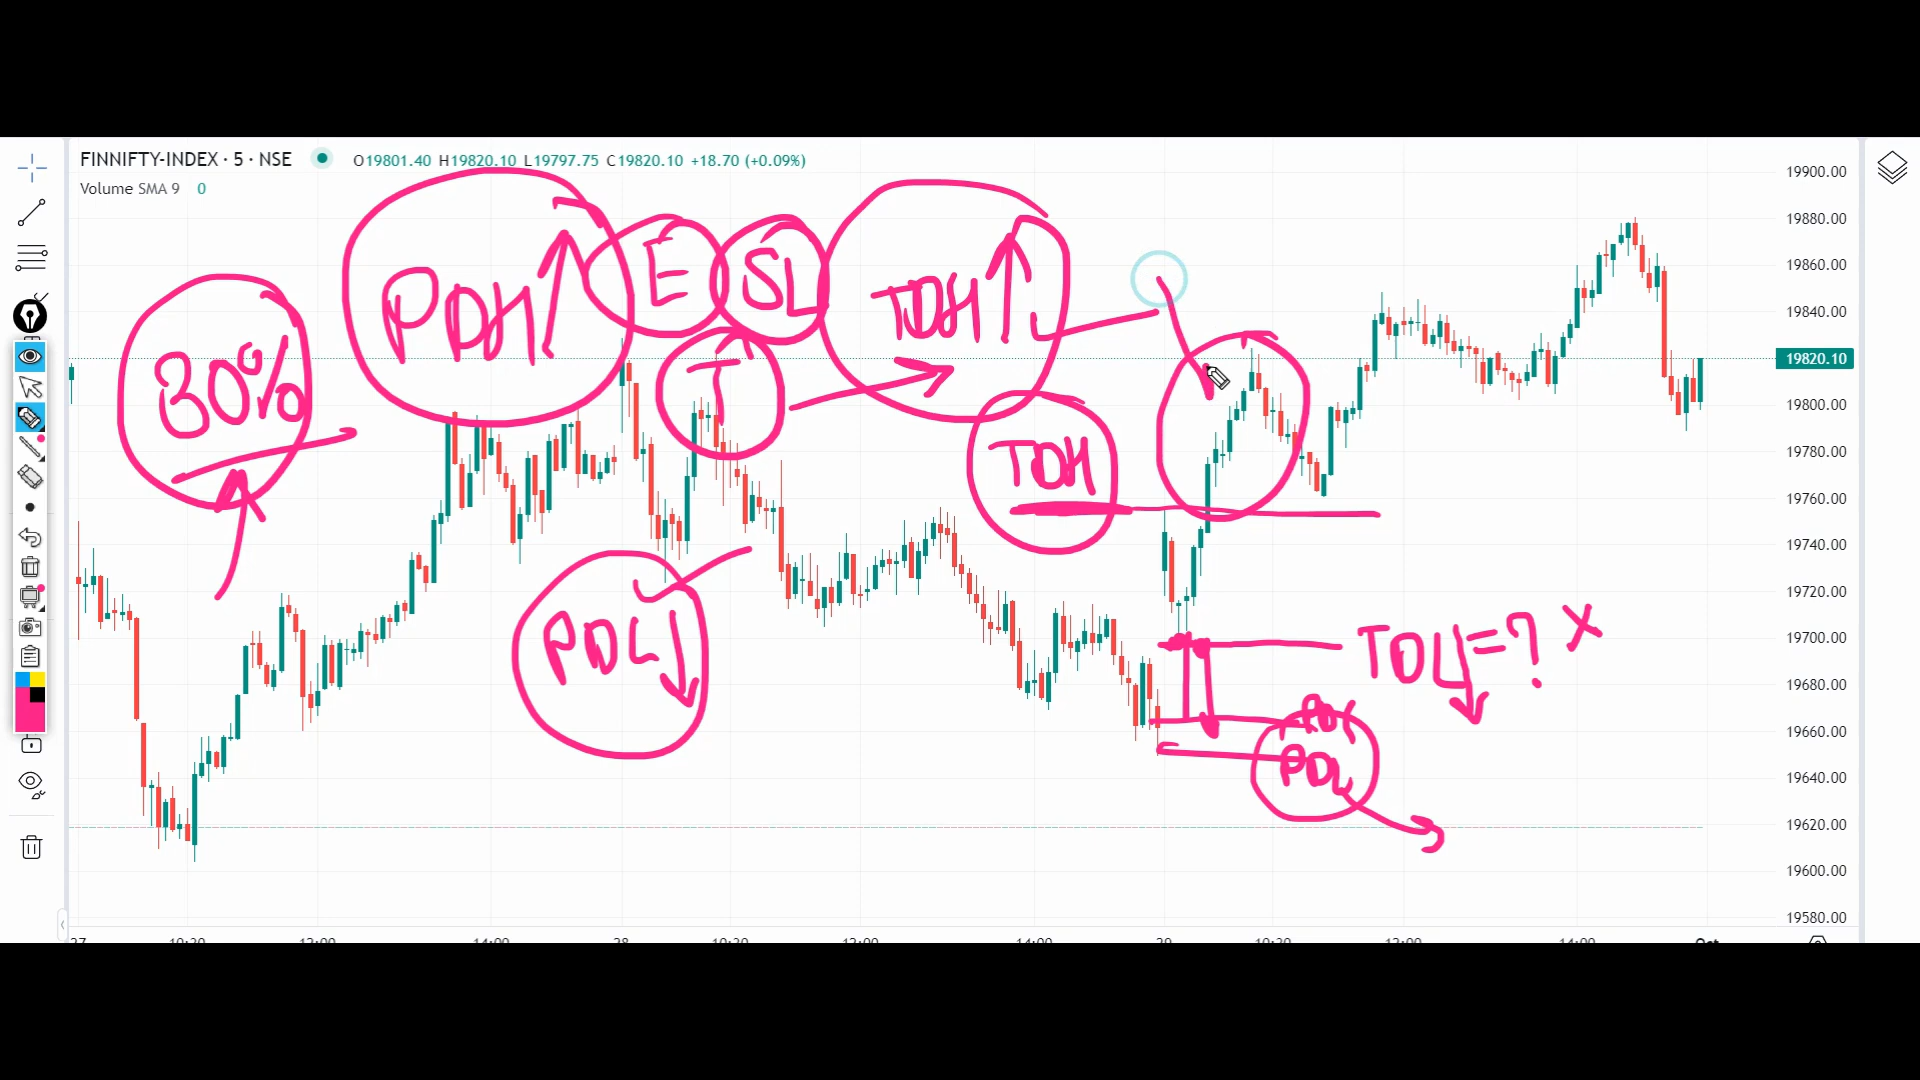 FINNIFTY-INDEX · 5 · NSE O19801.40 H19820.10 L19797.75 C19820.10 +18.70 (+0.09%)
Volume SMA 9 0
PDH E SL TDH
30% T
TDH
PDL
TDL=? X
PDL
19900.00
19880.00
19860.00
19840.00
19820.10
19800.00
19780.00
19760.00
19740.00
19720.00
19700.00
19680.00
19660.00
19640.00
19620.00
19600.00
19580.00